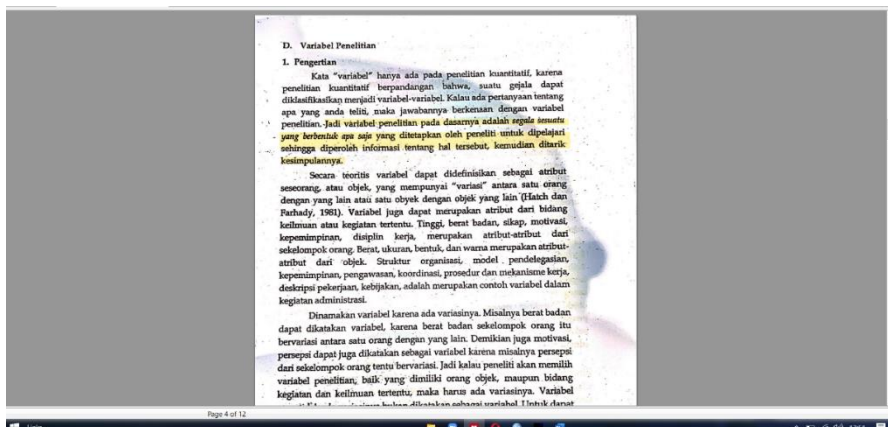 D. Variabel Penelitian
1. Pengertian
Kata "variabel" hanya ada pada penelitian kuantitatif, karena
penelitian kuantitatif berpandangan bahwa, suatu gejala dapat
diklasifikasikan menjadi variabel-variabel. Kalau ada pertanyaan tentang
apa yang anda teliti, maka jawabannya berkenaan dengan variabel
penelitian. Jadi variabel penelitian pada dasarnya adalah segala sesuatu
yang berbentuk apa saja yang ditetapkan oleh peneliti untuk dipelajari
sehingga diperoleh informasi tentang hal tersebut, kemudian ditarik
kesimpulannya.
Secara teoritis variabel dapat didefinisikan sebagai atribut
seseorang, atau objek, yang mempunyai "variasi" antara satu orang
dengan yang lain atau satu obyek dengan objek yang lain (Hatch dan
Farhady, 1981). Variabel juga dapat merupakan atribut dari bidang
keilmuan atau kegiatan tertentu. Tinggi, berat badan, sikap, motivasi,
kepemimpinan, disiplin kerja, merupakan atribut-atribut dari
sekelompok orang. Berat, ukuran, bentuk, dan warna merupakan atribut-
atribut dari objek. Struktur organisasi, model pendelegasian,
kepemimpinan, pengawasan, koordinasi, prosedur dan mekanisme kerja,
deskripsi pekerjaan, kebijakan, adalah merupakan contoh variabel dalam
kegiatan administrasi.
Dinamakan variabel karena ada variasinya. Misalnya berat badan
dapat dikatakan variabel, karena berat badan sekelompok orang itu
bervariasi antara satu orang dengan yang lain. Demikian juga motivasi,
persepsi dapat juga dikatakan sebagai variabel karena misalnya persepsi
dari sekelompok orang tentu bervariasi. Jadi kalau peneliti akan memilih
variabel penelitian, baik yang dimiliki orang objek, maupun bidang
kegiatan dan keilmuan tertentu, maka harus ada variasinya. Variabel
bukan dikatakan sebagai variabel. Untuk dapat
Page 4 of 12